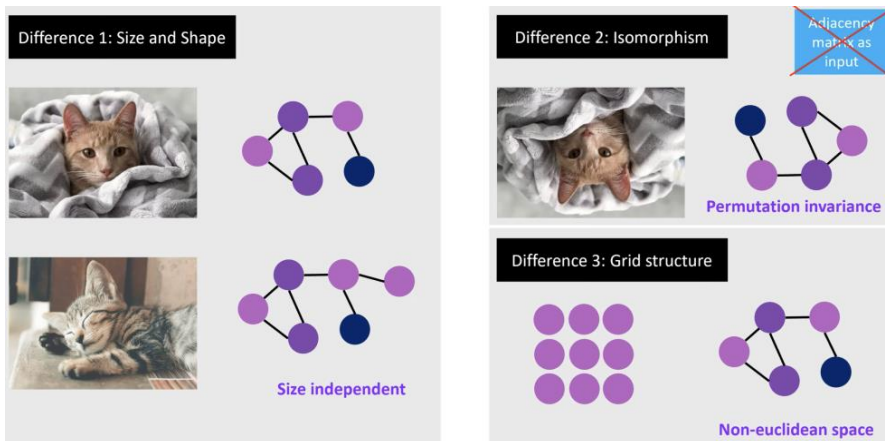 Difference 1: Size and Shape
Size independent
Difference 2: Isomorphism
Adjacency
matrix as
input
Permutation invariance
Difference 3: Grid structure
Non-euclidean space